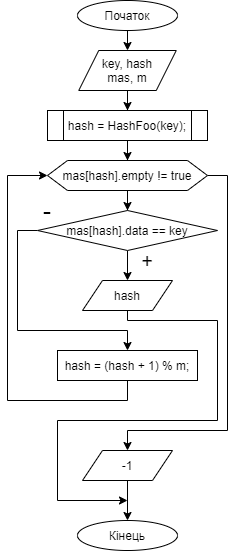 Початок
key, hash
mas, m
hash = HashFoo(key);
mas[hash].empty != true
mas[hash].data == key
-
+
hash
hash = (hash + 1) % m;
-1
Кінець